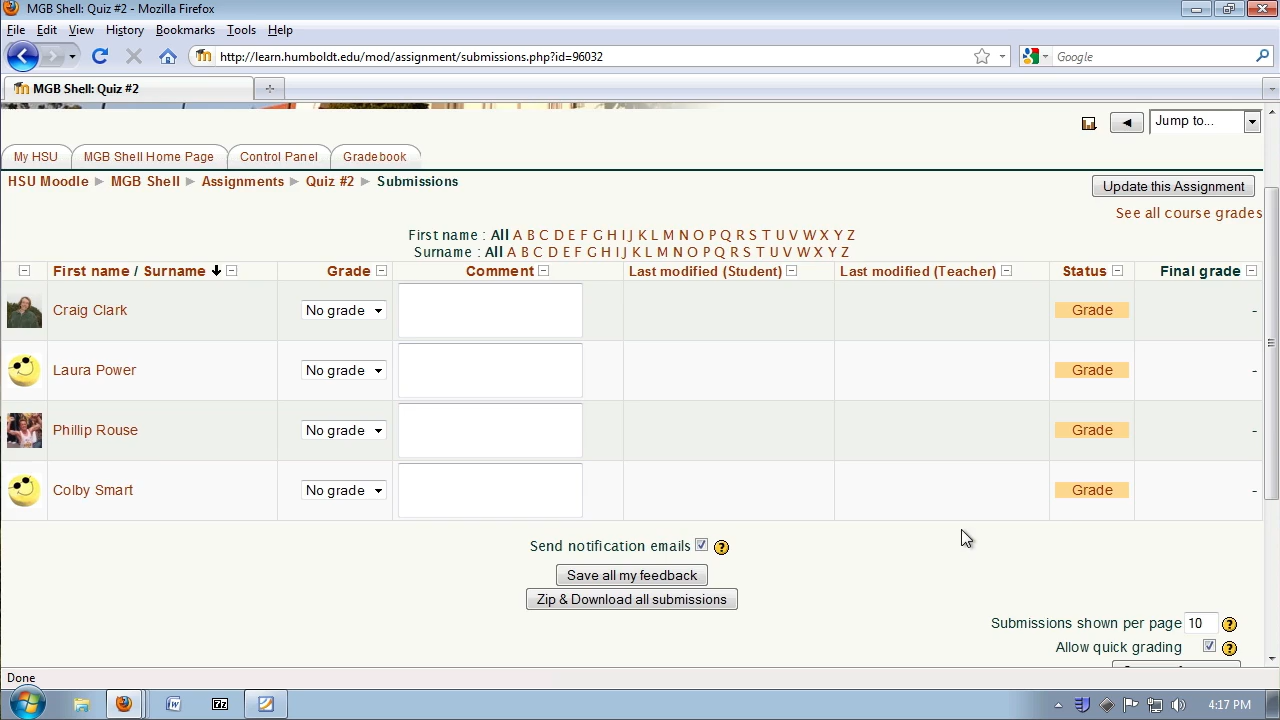 MGB Shell: Quiz #2 - Mozilla Firefox
File Edit View History Bookmarks Tools Help
http://learn.humboldt.edu/mod/assignment/submissions.php?id=96032
Google
MGB Shell: Quiz #2
Jump to...
My HSU MGB Shell Home Page Control Panel Gradebook
HSU Moodle ► MGB Shell ► Assignments ► Quiz #2 ► Submissions
Update this Assignment
See all course grades
First name : All A B C D E F G H I J K L M N O P Q R S T U V W X Y Z
Surname : All A B C D E F G H I J K L M N O P Q R S T U V W X Y Z
First name / Surname Grade Comment Last modified (Student) Last modified (Teacher) Status Final grade
Craig Clark No grade Grade -
Laura Power No grade Grade -
Phillip Rouse No grade Grade -
Colby Smart No grade Grade -
Send notification emails ?
Save all my feedback
Zip & Download all submissions
Submissions shown per page 10 ?
Allow quick grading ?
Done
4:17 PM